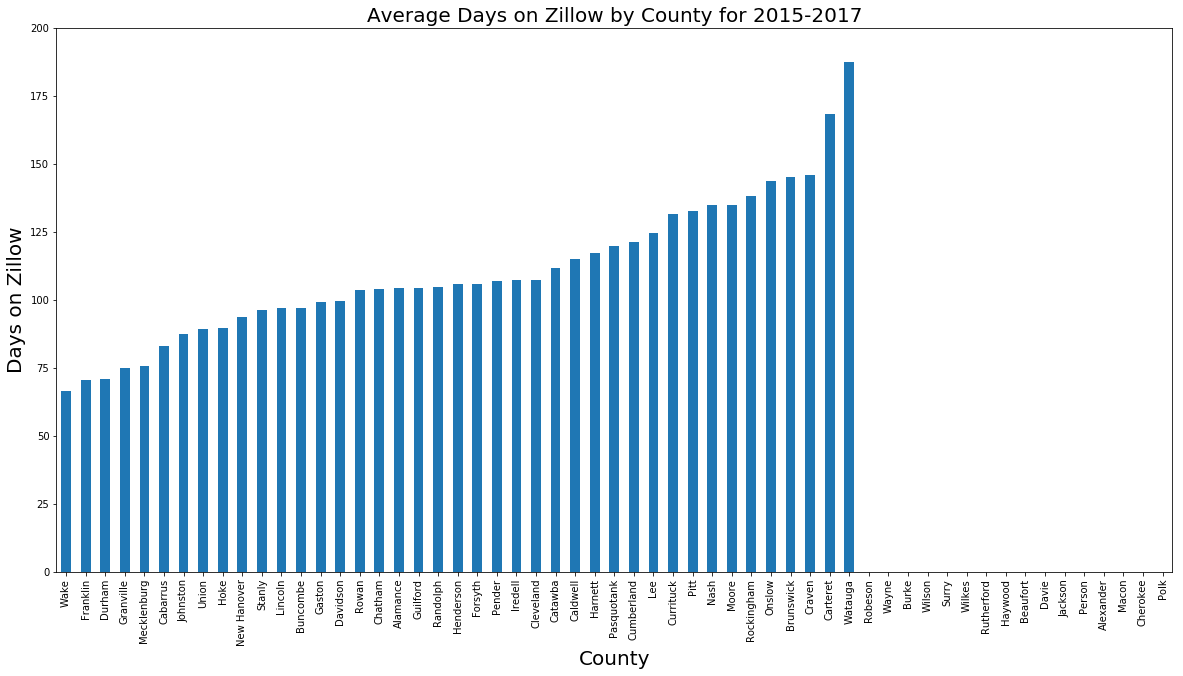 Average Days on Zillow by County for 2015-2017
200
175
150
125
100
75
50
25
0
Days on Zillow
Wake
Franklin
Durham
Granville
Mecklenburg
Cabarrus
Johnston
Union
Hoke
New Hanover
Stanly
Lincoln
Buncombe
Gaston
Davidson
Rowan
Chatham
Alamance
Guilford
Randolph
Henderson
Forsyth
Pender
Iredell
Cleveland
Catawba
Caldwell
Harnett
Pasquotank
Cumberland
Lee
Currituck
Pitt
Nash
Moore
Rockingham
Onslow
Brunswick
Craven
Carteret
Watauga
Robeson
Wayne
Burke
Wilson
Surry
Wilkes
Rutherford
Haywood
Beaufort
Davie
Jackson
Person
Alexander
Macon
Cherokee
Polk
County